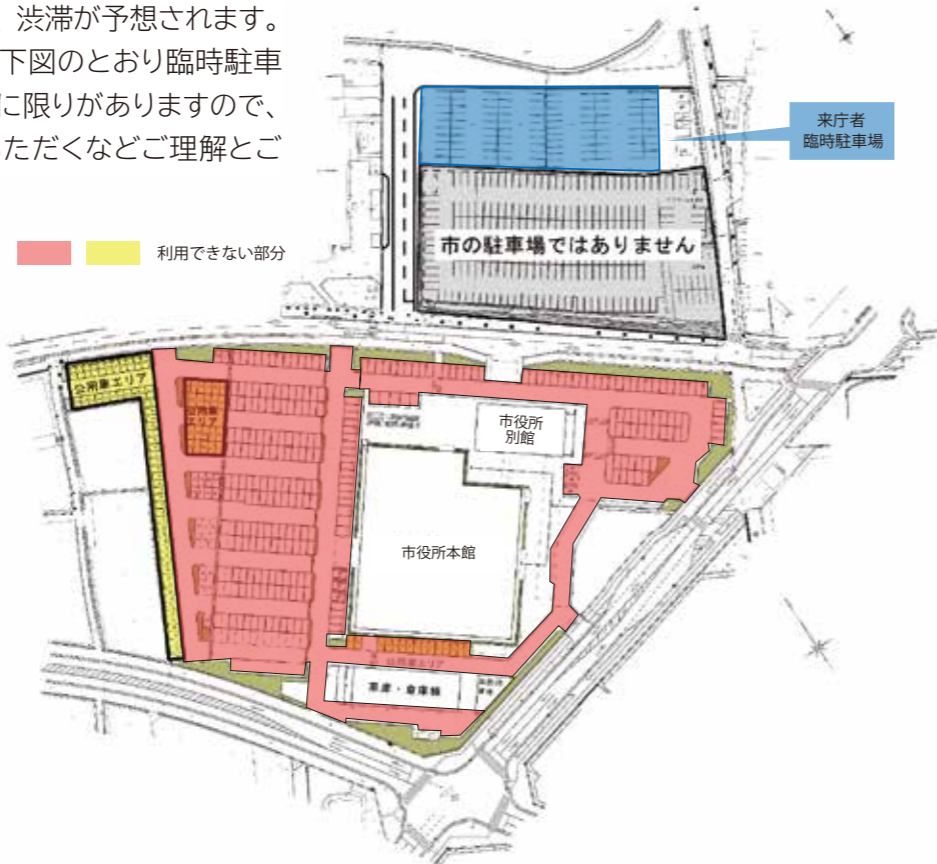 渋滞が予想されます。
下図のとおり臨時駐車
に限りがありますので、
ただくなどご理解とご
来庁者
臨時駐車場
市の駐車場ではありません
利用できない部分
公用車エリア
公用車
エリア
市役所
別館
市役所本館
公用車エリア
車庫・倉庫棟